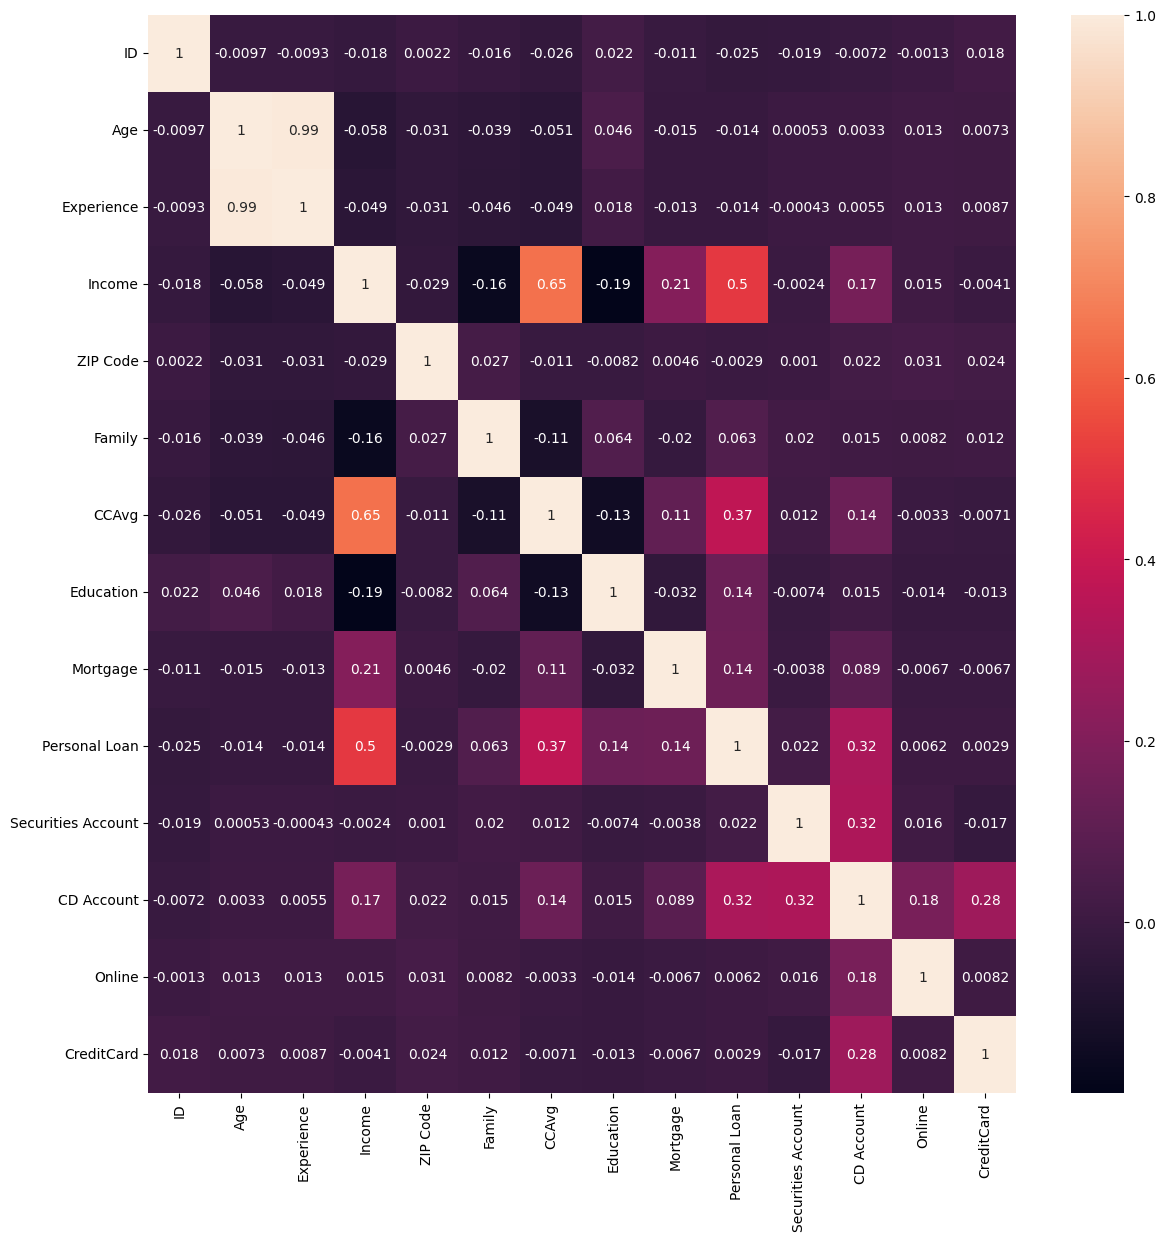 ID 1 -0.0097 -0.0093 -0.018 0.0022 -0.016 -0.026 0.022 -0.011 -0.025 -0.019 -0.0072 -0.0013 0.018
Age -0.0097 1 0.99 -0.058 -0.031 -0.039 -0.051 0.046 -0.015 -0.014 0.00053 0.0033 0.013 0.0073
Experience -0.0093 0.99 1 -0.049 -0.031 -0.046 -0.049 0.018 -0.013 -0.014 -0.00043 0.0055 0.013 0.0087
Income -0.018 -0.058 -0.049 1 -0.029 -0.16 0.65 -0.19 0.21 0.5 -0.0024 0.17 0.015 -0.0041
ZIP Code 0.0022 -0.031 -0.031 -0.029 1 0.027 -0.011 -0.0082 0.0046 -0.0029 0.001 0.022 0.031 0.024
Family -0.016 -0.039 -0.046 -0.16 0.027 1 -0.11 0.064 -0.02 0.063 0.02 0.015 0.0082 0.012
CCAvg -0.026 -0.051 -0.049 0.65 -0.011 -0.11 1 -0.13 0.11 0.37 0.012 0.14 -0.0033 -0.0071
Education 0.022 0.046 0.018 -0.19 -0.0082 0.064 -0.13 1 -0.032 0.14 -0.0074 0.015 -0.014 -0.013
Mortgage -0.011 -0.015 -0.013 0.21 0.0046 -0.02 0.11 -0.032 1 0.14 -0.0038 0.089 -0.0067 -0.0067
Personal Loan -0.025 -0.014 -0.014 0.5 -0.0029 0.063 0.37 0.14 0.14 1 0.022 0.32 0.0062 0.0029
Securities Account -0.019 0.00053 -0.00043 -0.0024 0.001 0.02 0.012 -0.0074 -0.0038 0.022 1 0.32 0.016 -0.017
CD Account -0.0072 0.0033 0.0055 0.17 0.022 0.015 0.14 0.015 0.089 0.32 0.32 1 0.18 0.28
Online -0.0013 0.013 0.013 0.015 0.031 0.0082 -0.0033 -0.014 -0.0067 0.0062 0.016 0.18 1 0.0082
CreditCard 0.018 0.0073 0.0087 -0.0041 0.024 0.012 -0.0071 -0.013 -0.0067 0.0029 -0.017 0.28 0.0082 1
ID
Age
Experience
Income
ZIP Code
Family
CCAvg
Education
Mortgage
Personal Loan
Securities Account
CD Account
Online
CreditCard
1.0
0.8
0.6
0.4
0.2
0.0